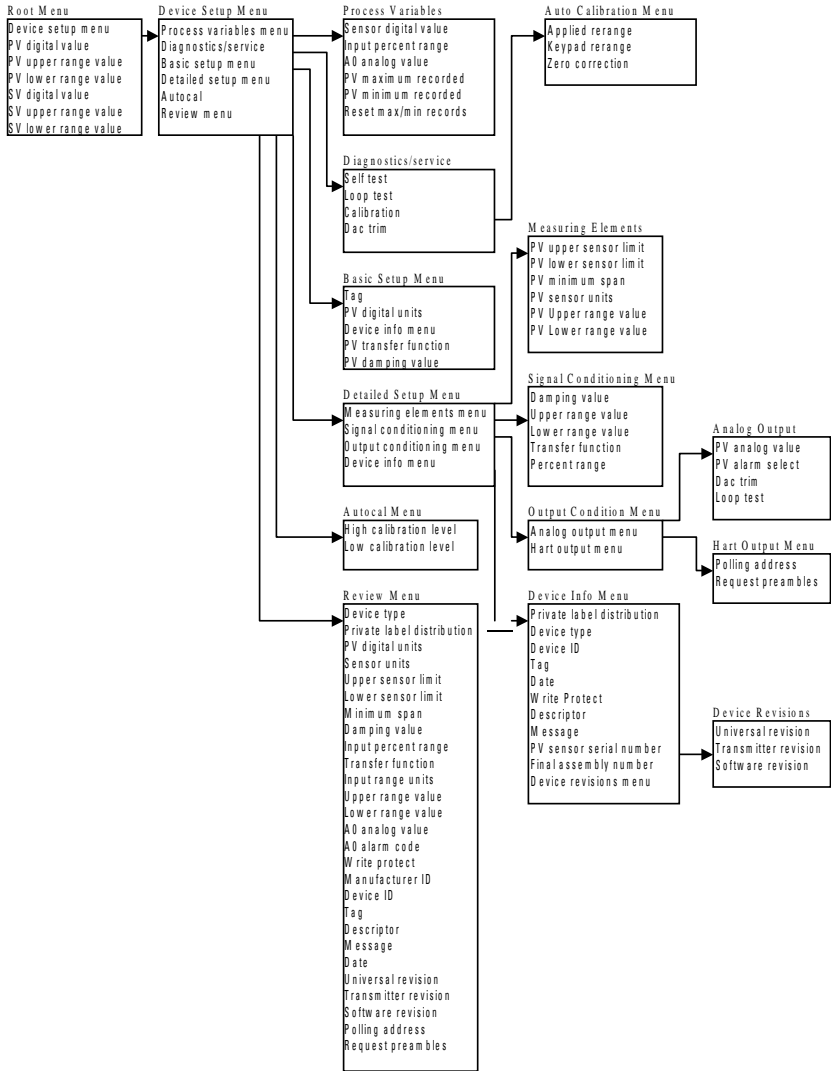 Root Menu
Device setup menu
PV digital value
PV upper range value
PV lower range value
SV digital value
SV upper range value
SV lower range value
Device Setup Menu
Process variables menu
Diagnostics/service
Basic setup menu
Detailed setup menu
Autocal
Review menu
Process Variables
Sensor digital value
Input percent range
A0 analog value
PV maximum recorded
PV minimum recorded
Reset max/min records
Auto Calibration Menu
Applied rerange
Keypad rerange
Zero correction
Diagnostics/service
Self test
Loop test
Calibration
Dac trim
Measuring Elements
PV upper sensor limit
PV lower sensor limit
PV minimum span
PV sensor units
PV Upper range value
PV Lower range value
Basic Setup Menu
Tag
PV digital units
Device info menu
PV transfer function
PV damping value
Detailed Setup Menu
Measuring elements menu
Signal conditioning menu
Output conditioning menu
Device info menu
Signal Conditioning Menu
Damping value
Upper range value
Lower range value
Transfer function
Percent range
Analog Output
PV analog value
PV alarm select
Dac trim
Loop test
Autocal Menu
High calibration level
Low calibration level
Output Condition Menu
Analog output menu
Hart output menu
Hart Output Menu
Polling address
Request preambles
Review Menu
Device type
Private label distribution
PV digital units
Sensor units
Upper sensor limit
Lower sensor limit
Minimum span
Damping value
Input percent range
Transfer function
Input range units
Upper range value
Lower range value
A0 analog value
A0 alarm code
Write protect
Manufacturer ID
Device ID
Tag
Descriptor
Message
Date
Universal revision
Transmitter revision
Software revision
Polling address
Request preambles
Device Info Menu
Private label distribution
Device type
Device ID
Tag
Date
Write Protect
Descriptor
Message
PV sensor serial number
Final assembly number
Device revisions menu
Device Revisions
Universal revision
Transmitter revision
Software revision